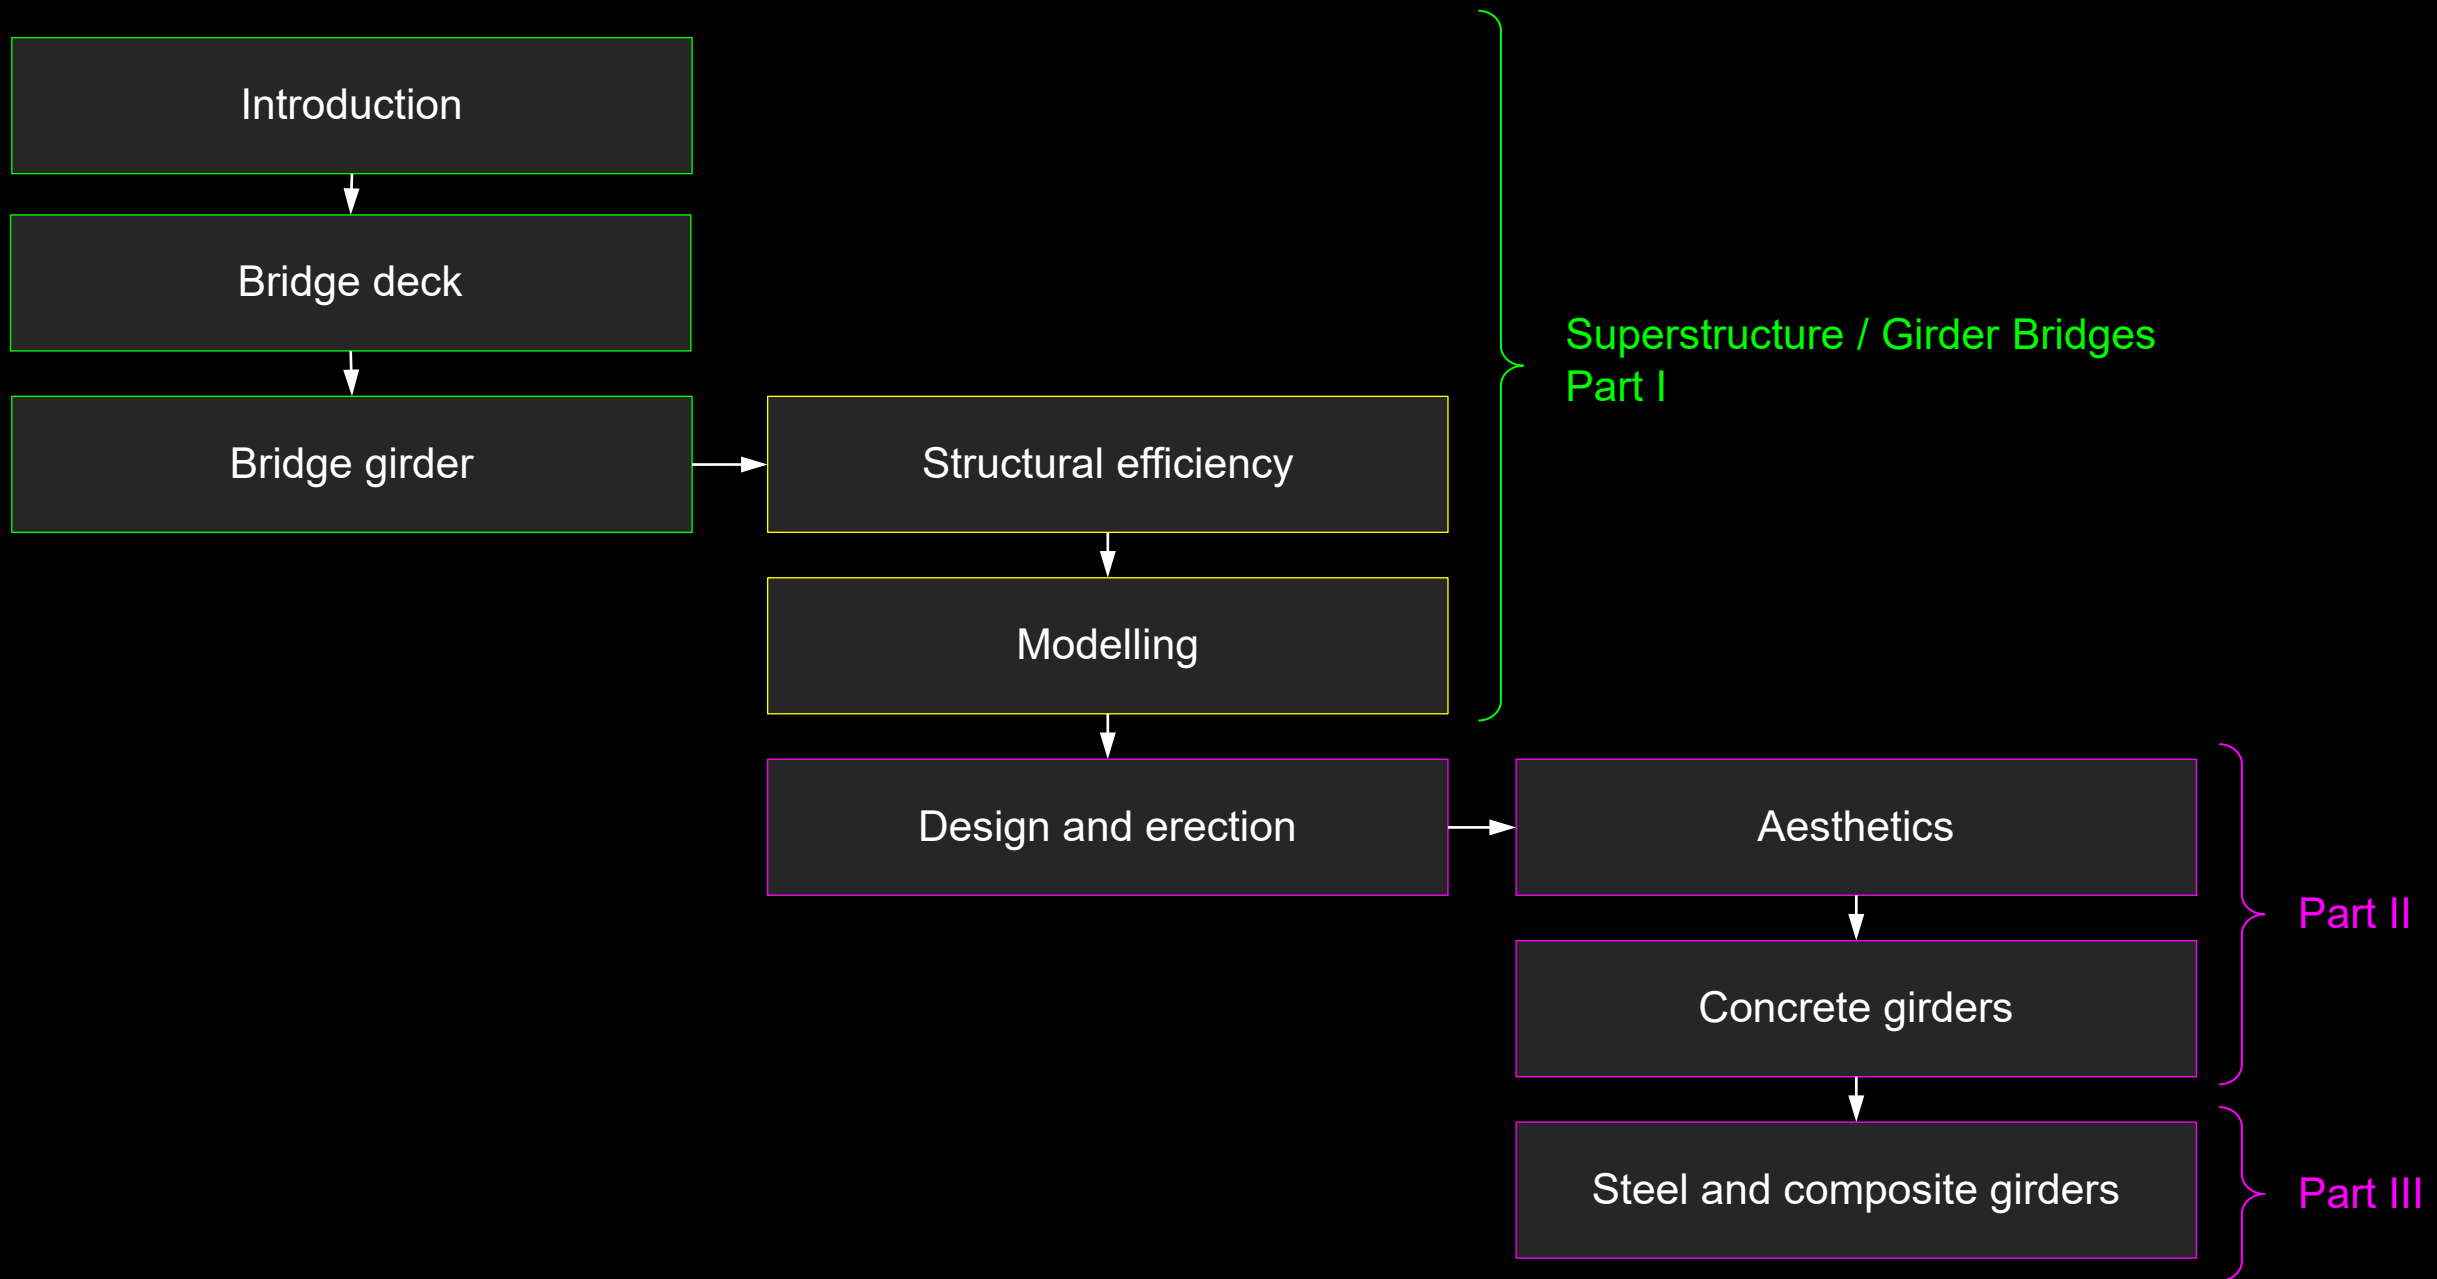 Introduction
Bridge deck
Bridge girder
Structural efficiency
Modelling
Superstructure / Girder Bridges
Part I
Design and erection
Aesthetics
Concrete girders
Part II
Steel and composite girders
Part III